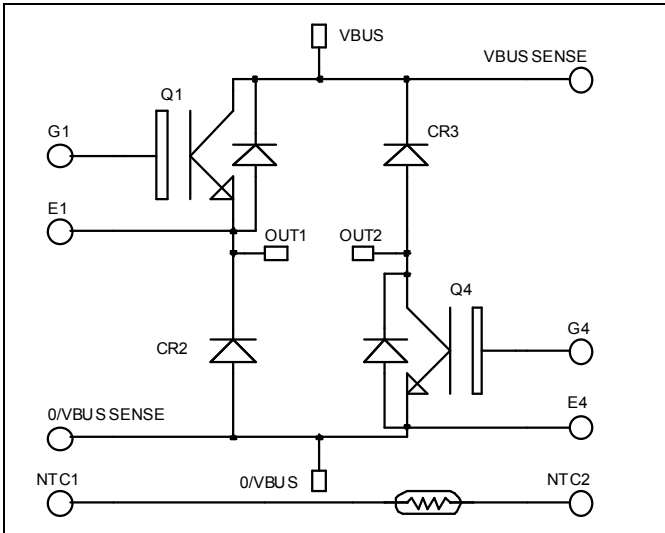 VBUS
VBUS SENSE
Q1
G1
CR3
E1
OUT1
OUT2
Q4
G4
CR2
E4
0/VBUS SENSE
0/VBUS
NTC1
NTC2